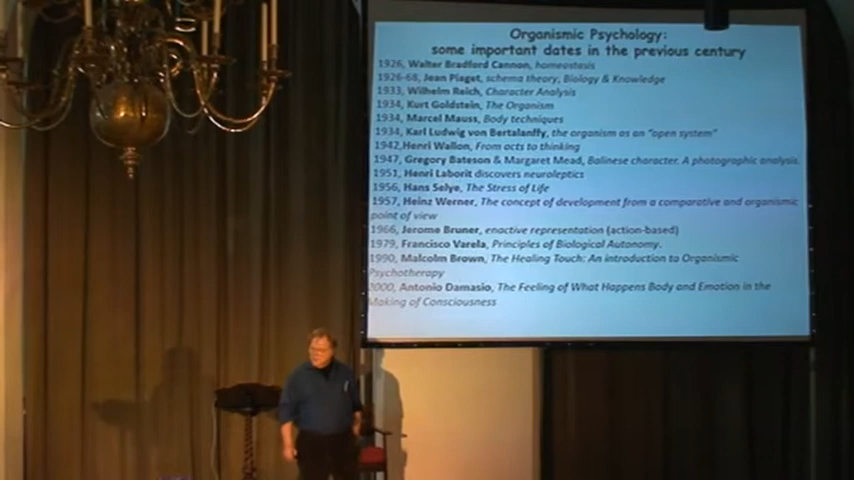 Organismic Psychology:
some important dates in the previous century
1926, Walter Bradford Cannon, homeostasis
1926-68, Jean Piaget, schema theory, Biology & Knowledge
1933, Wilhelm Reich, Character Analysis
1934, Kurt Goldstein, The Organism
1934, Marcel Mauss, Body techniques
1934, Karl Ludwig von Bertalanffy, the organism as an "open system"
1942,Henri Wallon, From acts to thinking
1947, Gregory Bateson & Margaret Mead, Balinese character. A photographic analysis.
1951, Henri Laborit discovers neuroleptics
1956, Hans Selye, The Stress of Life
1957, Heinz Werner, The concept of development from a comparative and organismic
point of view
1966, Jerome Bruner, enactive representation (action-based)
1979, Francisco Varela, Principles of Biological Autonomy.
1990, Malcolm Brown, The Healing Touch: An introduction to Organismic
Psychotherapy
2000, Antonio Damasio, The Feeling of What Happens Body and Emotion in the
Making of Consciousness